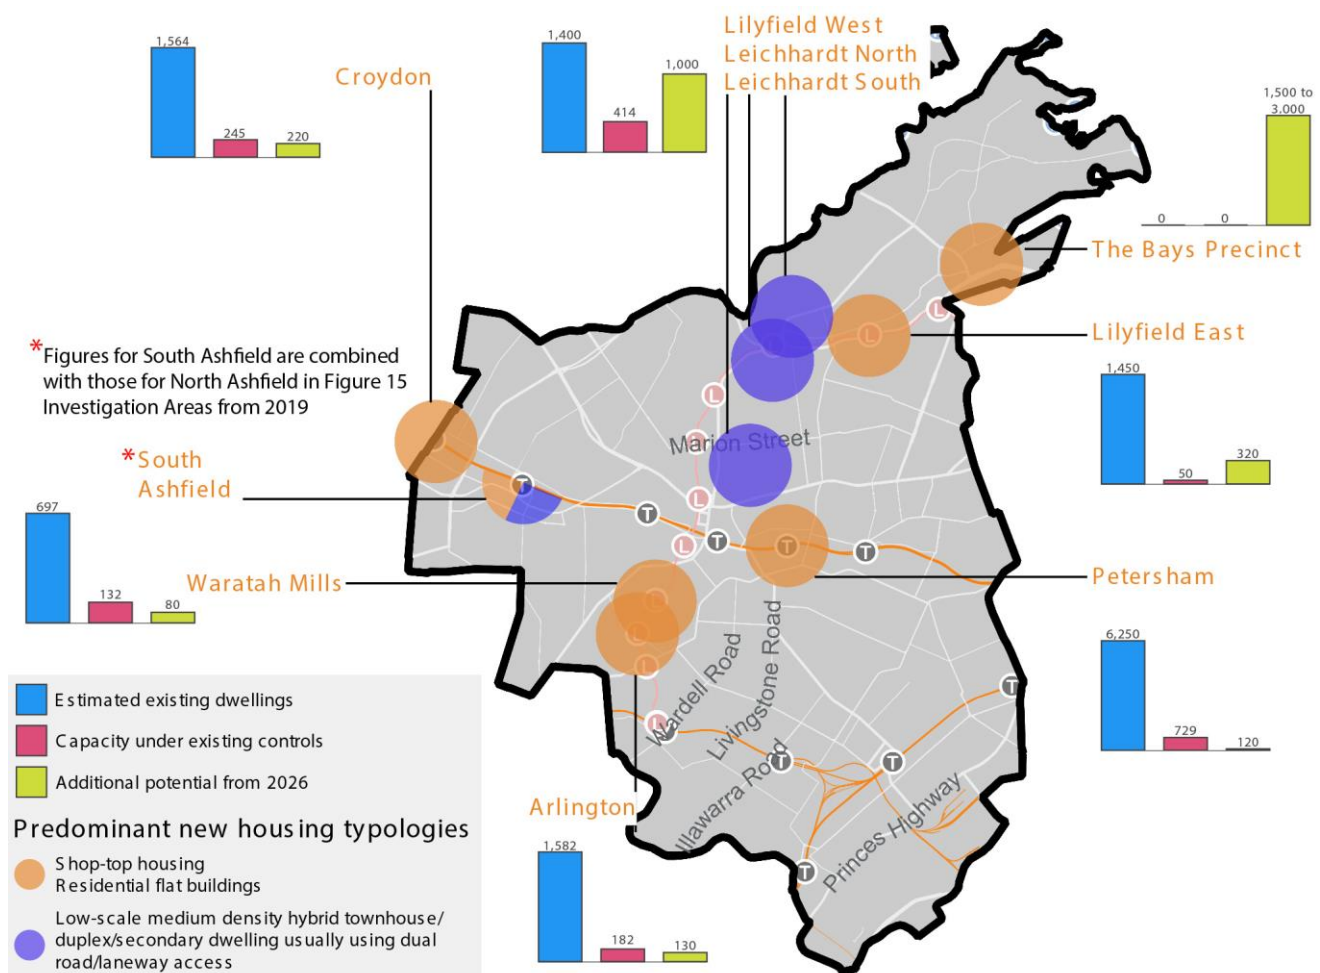 1,564
245
220
Croydon
1,400
414
1,000
Lilyfield West
Leichhardt North
Leichhardt South
1,500 to
3.000
0
0
The Bays Precinct
Lilyfield East
1,450
50
320
*Figures for South Ashfield are combined
with those for North Ashfield in Figure 15
Investigation Areas from 2019
*South
Ashfield
697
132
80
Waratah Mills
Petersham
6,250
729
120
Arlington
1,582
182
130
Marion Street
Wardell Road
Livingstone Road
Illawarra Road
Princes Highway
L
L
L
L
L
L
L
L
L
L
T
T
T
T
T
T
T
T
T
T
Estimated existing dwellings
Capacity under existing controls
Additional potential from 2026
Predominant new housing typologies
Shop-top housing
Residential flat buildings
Low-scale medium density hybrid townhouse/
duplex/secondary dwelling usually using dual
road/laneway access